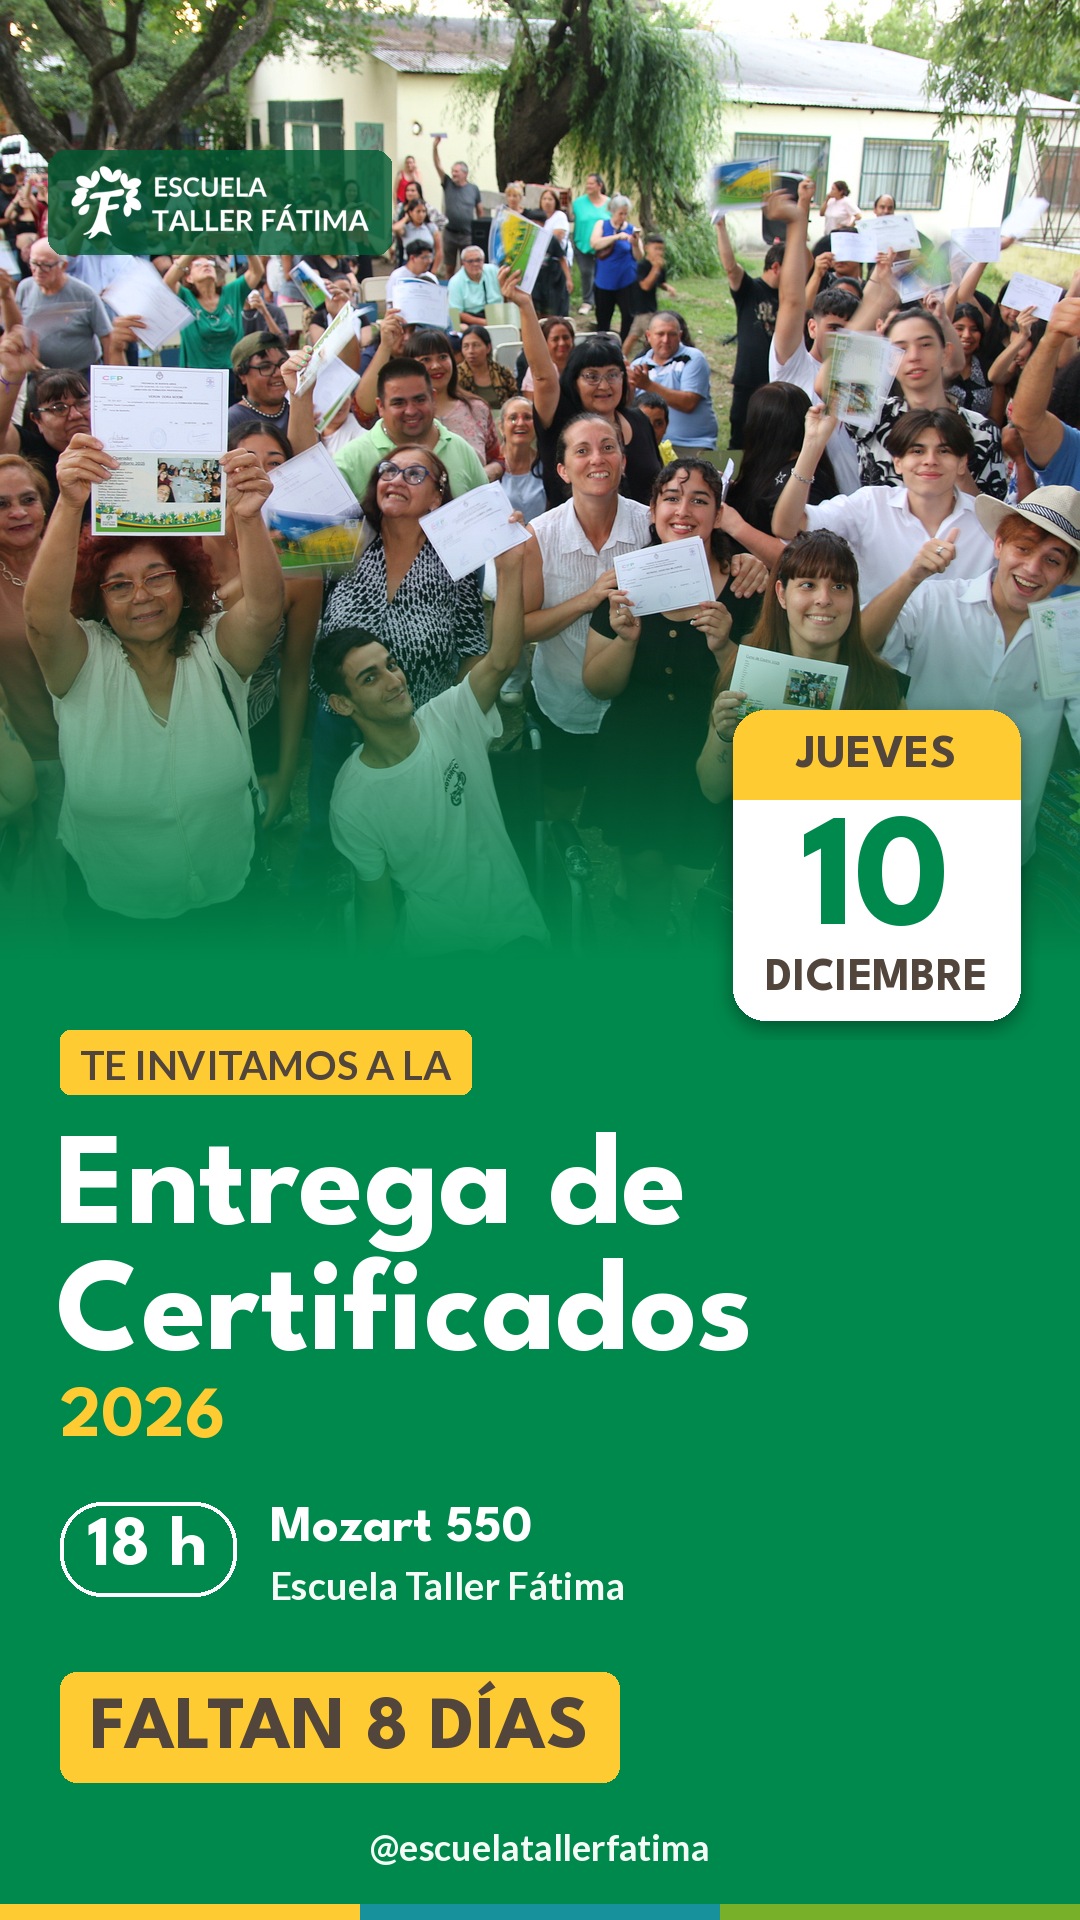 ESCUELA
TALLER FÁTIMA
CFP
JUEVES
10
DICIEMBRE
TE INVITAMOS A LA
Entrega de
Certificados
2026
18 h
Mozart 550
Escuela Taller Fátima
FALTAN 8 DÍAS
@escuelatallerfatima